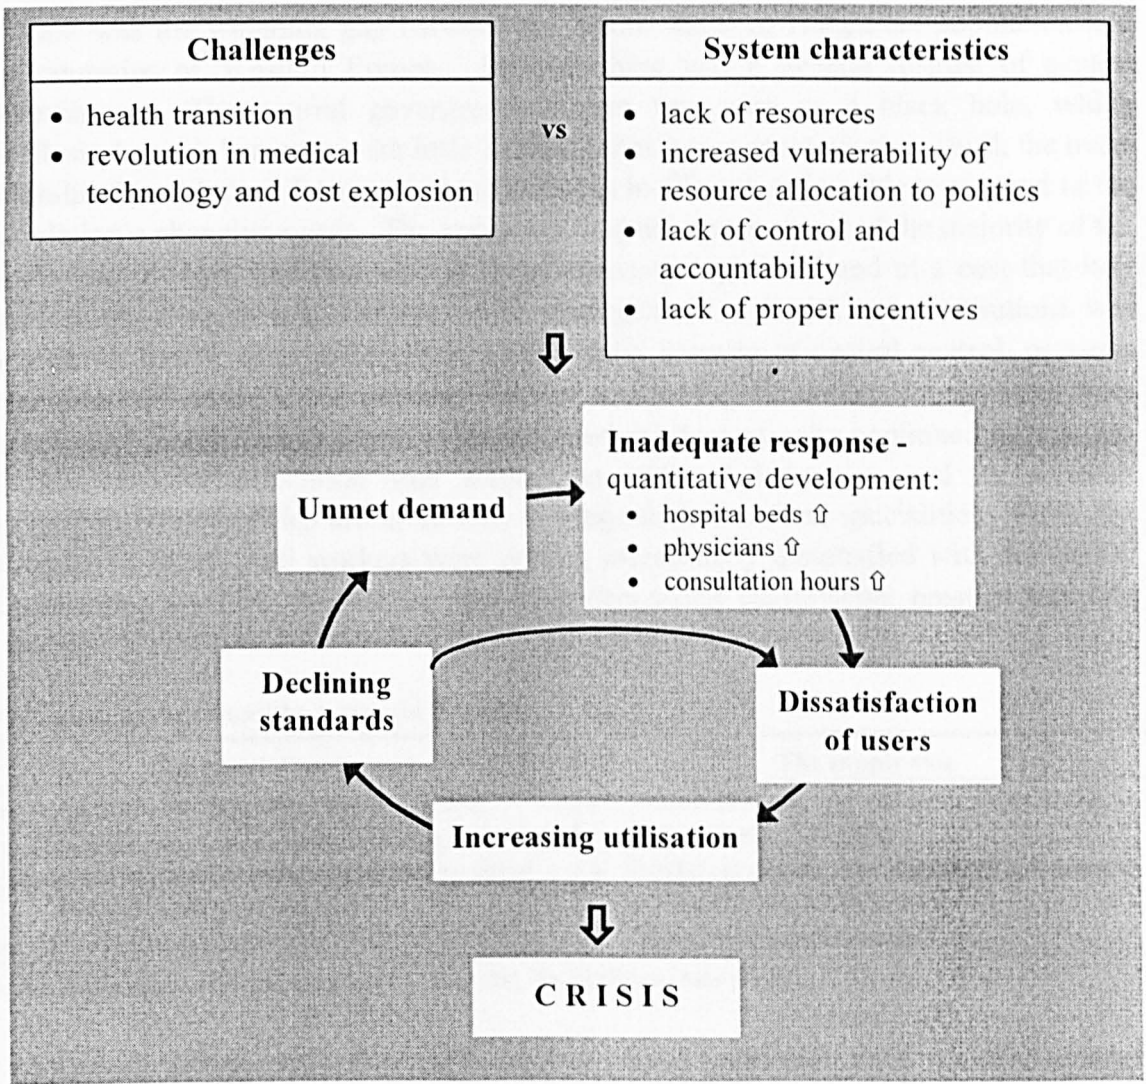 Challenges
• health transition
• revolution in medical
technology and cost explosion
vs
System characteristics
• lack of resources
• increased vulnerability of
resource allocation to politics
• lack of control and
accountability
• lack of proper incentives
Unmet demand
Inadequate response -
quantitative development:
• hospital beds ⇧
• physicians ⇧
• consultation hours ⇧
Declining
standards
Dissatisfaction
of users
Increasing utilisation
CRISIS